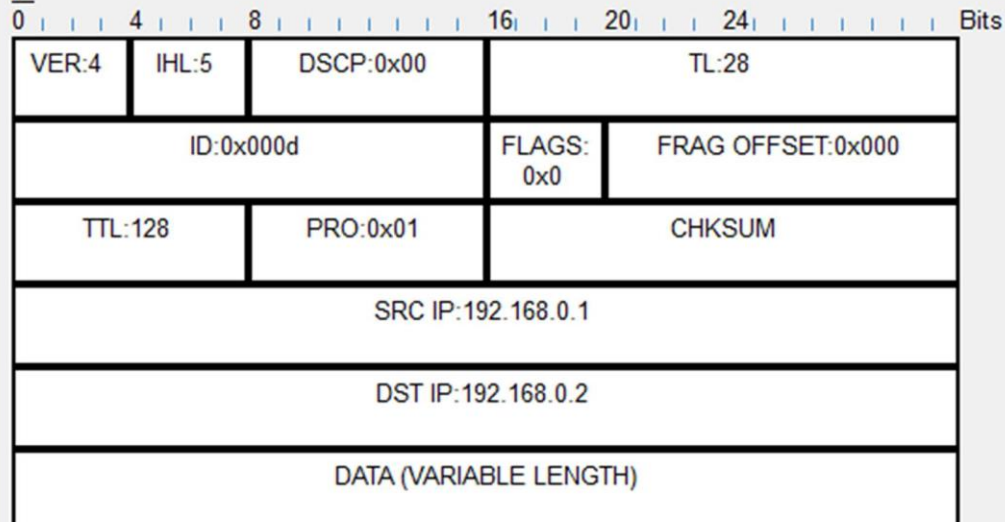 0 4 8 16 20 24 Bits
VER:4 IHL:5 DSCP:0x00 TL:28
ID:0x000d FLAGS: FRAG OFFSET:0x000
0x0
TTL:128 PRO:0x01 CHKSUM
SRC IP:192.168.0.1
DST IP:192.168.0.2
DATA (VARIABLE LENGTH)